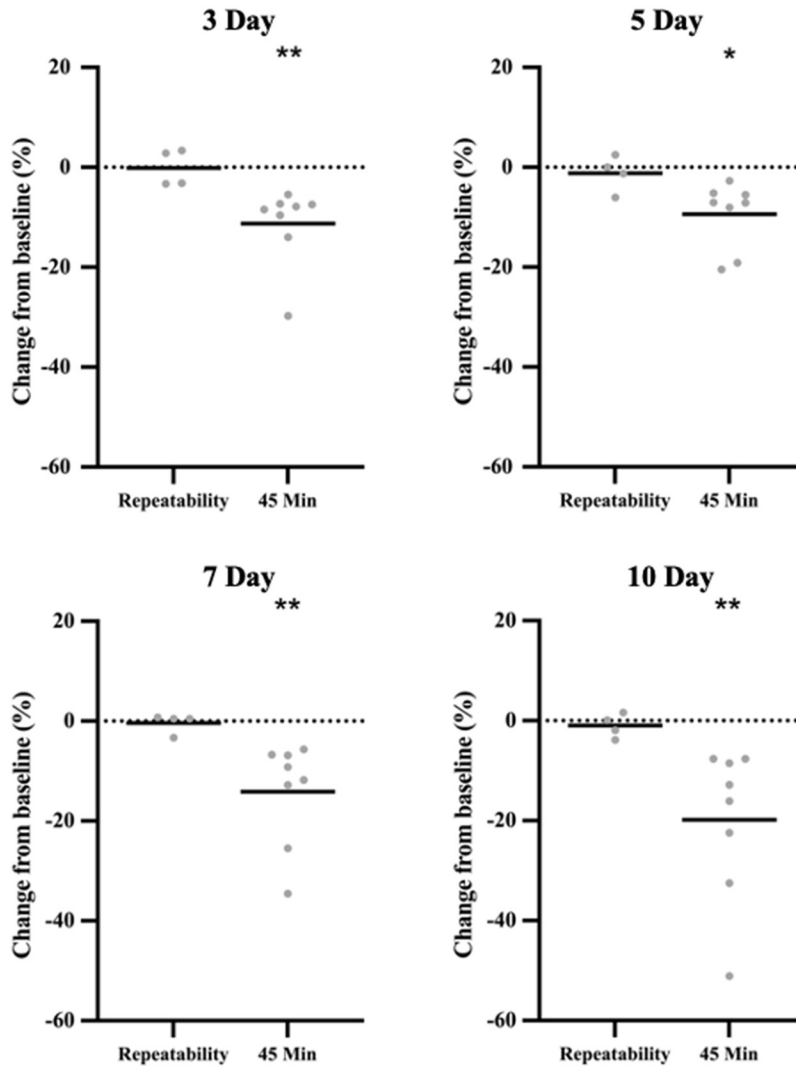 3 Day
**
20
0
-20
-40
-60
Change from baseline (%)
Repeatability 45 Min
5 Day
*
20
0
-20
-40
-60
Change from baseline (%)
Repeatability 45 Min
7 Day
**
20
0
-20
-40
-60
Change from baseline (%)
Repeatability 45 Min
10 Day
**
20
0
-20
-40
-60
Change from baseline (%)
Repeatability 45 Min